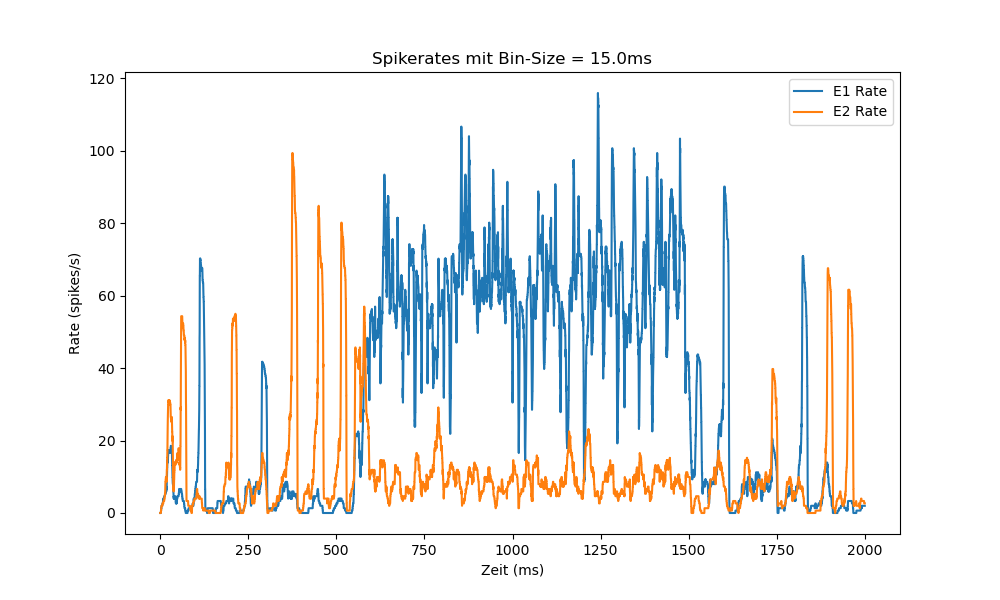 Spikerates mit Bin-Size = 15.0ms
E1 Rate
E2 Rate
Rate (spikes/s)
120
100
80
60
40
20
0
0 250 500 750 1000 1250 1500 1750 2000
Zeit (ms)